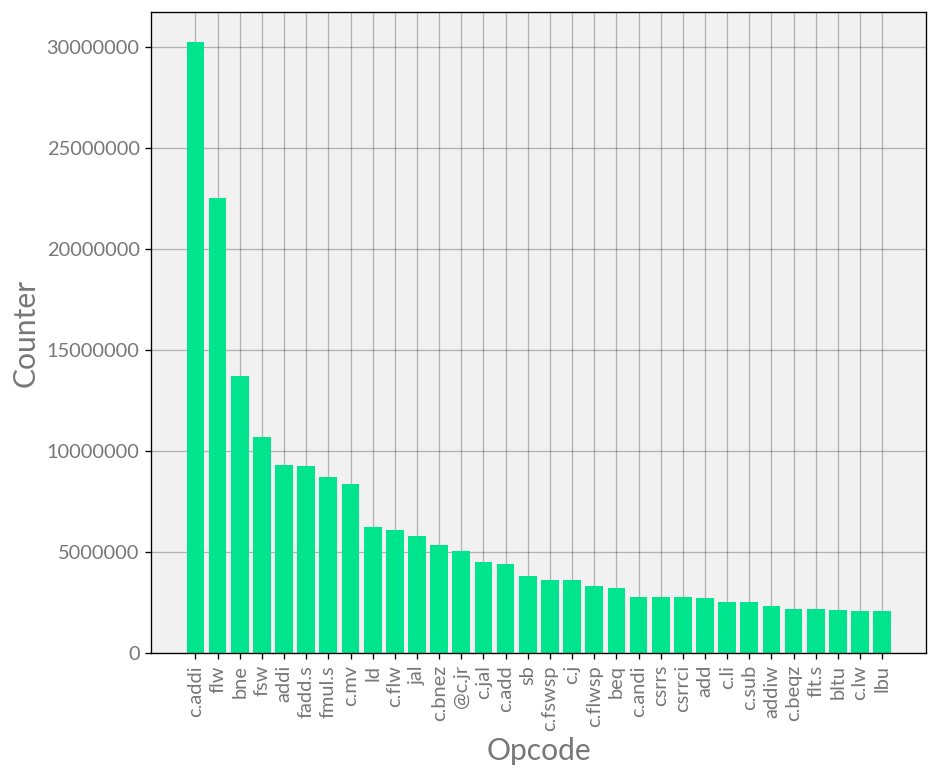 30000000
25000000
20000000
15000000
10000000
5000000
0
Counter
c.addi
flw
bne
fsw
addi
fadd.s
fmul.s
c.mv
ld
c.flw
jal
c.bnez
@c.jr
c.jal
c.add
sb
c.fswsp
c.j
c.flwsp
beq
c.andi
csrrs
csrrci
add
c.li
c.sub
addiw
c.beqz
flt.s
bltu
c.lw
lbu
Opcode